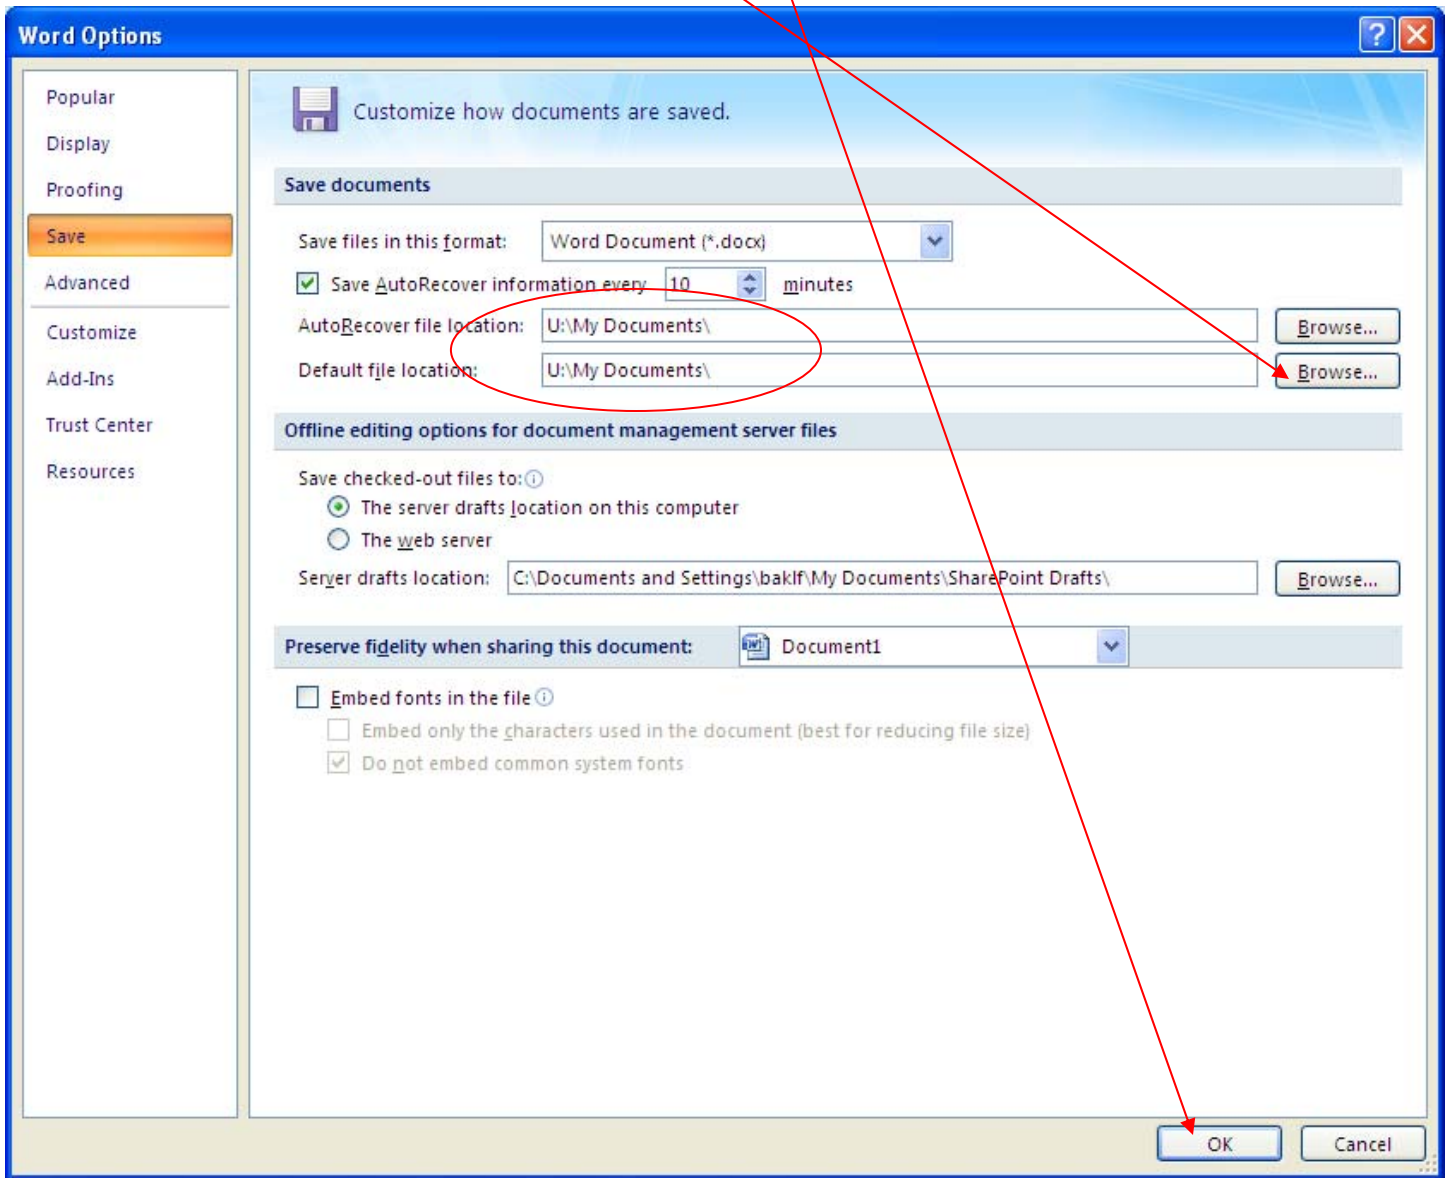 Word Options
Popular
Display
Proofing
Save
Advanced
Customize
Add-Ins
Trust Center
Resources
Customize how documents are saved.
Save documents
Save files in this format: Word Document (*.docx)
Save AutoRecover information every 10 minutes
AutoRecover file location: U:\My Documents\ Browse...
Default file location: U:\My Documents\ Browse...
Offline editing options for document management server files
Save checked-out files to:
The server drafts location on this computer
The web server
Server drafts location: C:\Documents and Settings\baklf\My Documents\SharePoint Drafts\ Browse...
Preserve fidelity when sharing this document: Document1
Embed fonts in the file
Embed only the characters used in the document (best for reducing file size)
Do not embed common system fonts
OK Cancel